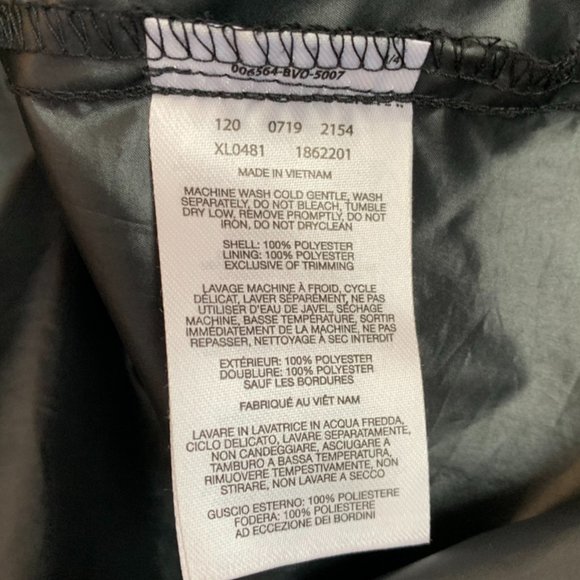 006564-BVO-5007
120 0719 2154
XL0481 1862201
MADE IN VIETNAM
MACHINE WASH COLD GENTLE, WASH
SEPARATELY, DO NOT BLEACH, TUMBLE
DRY LOW, REMOVE PROMPTLY, DO NOT
IRON, DO NOT DRYCLEAN
SHELL: 100% POLYESTER
LINING: 100% POLYESTER
EXCLUSIVE OF TRIMMING
LAVAGE MACHINE À FROID, CYCLE
DÉLICAT, LAVER SÉPARÉMENT, NE PAS
UTILISER D'EAU DE JAVEL, SÉCHAGE
MACHINE, BASSE TEMPÉRATURE, SORTIR
IMMÉDIATEMENT DE LA MACHINE, NE PAS
REPASSER, NETTOYAGE A SEC INTERDIT
EXTÉRIEUR: 100% POLYESTER
DOUBLURE: 100% POLYESTER
SAUF LES BORDURES
FABRIQUÉ AU VIÊT NAM
LAVARE IN LAVATRICE IN ACQUA FREDDA,
CICLO DELICATO, LAVARE SEPARATAMENTE,
NON CANDEGGIARE, ASCIUGARE A
TAMBURO A BASSA TEMPERATURA,
RIMUOVERE TEMPESTIVAMENTE, NON
STIRARE, NON LAVARE A SECCO
GUSCIO ESTERNO: 100% POLIESTERE
FODERA: 100% POLIESTERE
AD ECCEZIONE DEI BORDINI